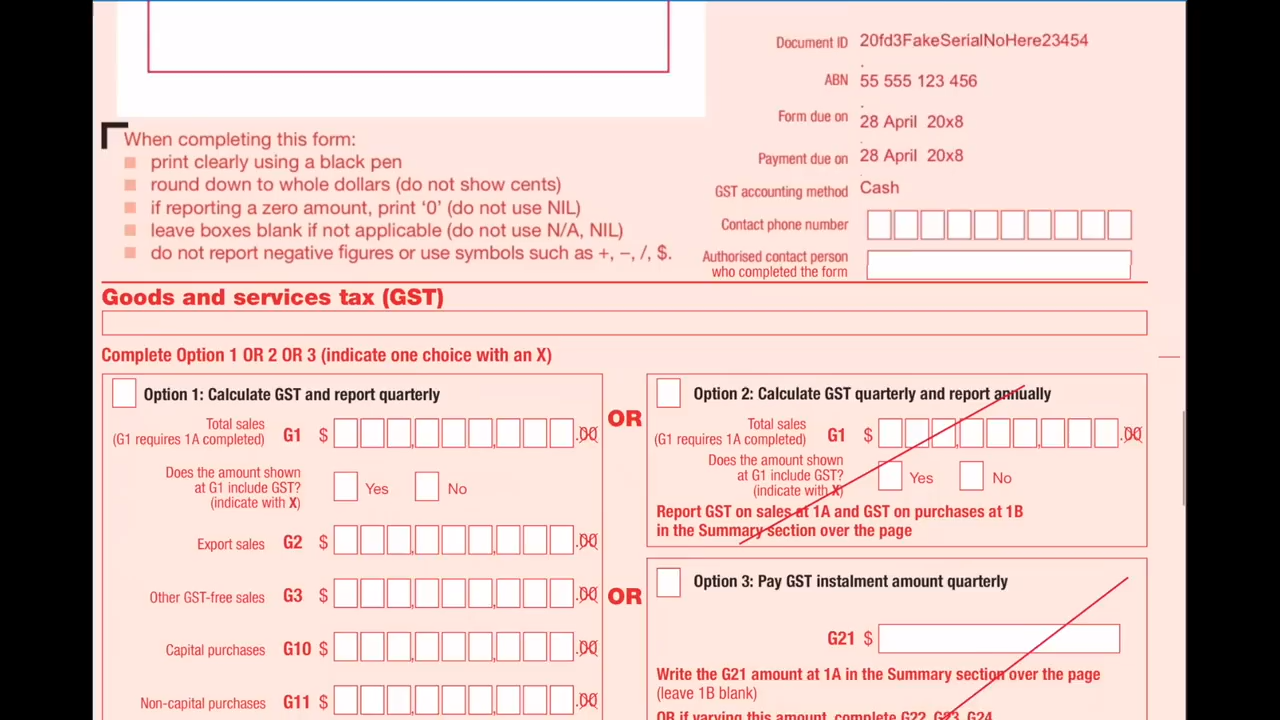 Document ID 20fd3FakeSerialNoHere23454
ABN 55 555 123 456
Form due on 28 April 20x8
Payment due on 28 April 20x8
GST accounting method Cash
Contact phone number
Authorised contact person
who completed the form
When completing this form:
print clearly using a black pen
round down to whole dollars (do not show cents)
if reporting a zero amount, print ‘0’ (do not use NIL)
leave boxes blank if not applicable (do not use N/A, NIL)
do not report negative figures or use symbols such as +, –, /, $.
Goods and services tax (GST)
Complete Option 1 OR 2 OR 3 (indicate one choice with an X)
Option 1: Calculate GST and report quarterly
Total sales
(G1 requires 1A completed) G1 $ .00
Does the amount shown
at G1 include GST?
(indicate with X) Yes No
Export sales G2 $ .00
Other GST-free sales G3 $ .00
Capital purchases G10 $ .00
Non-capital purchases G11 $ .00
OR
OR
Option 2: Calculate GST quarterly and report annually
Total sales
(G1 requires 1A completed) G1 $ .00
Does the amount shown
at G1 include GST?
(indicate with X) Yes No
Report GST on sales at 1A and GST on purchases at 1B
in the Summary section over the page
Option 3: Pay GST instalment amount quarterly
G21 $
Write the G21 amount at 1A in the Summary section over the page
(leave 1B blank)
OR if varying this amount, complete G22, G23, G24